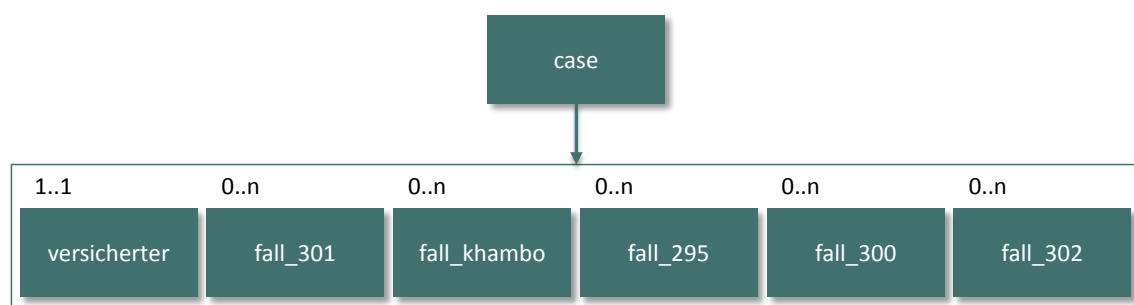 case
1..1 0..n 0..n 0..n 0..n 0..n
versicherter fall_301 fall_khambo fall_295 fall_300 fall_302